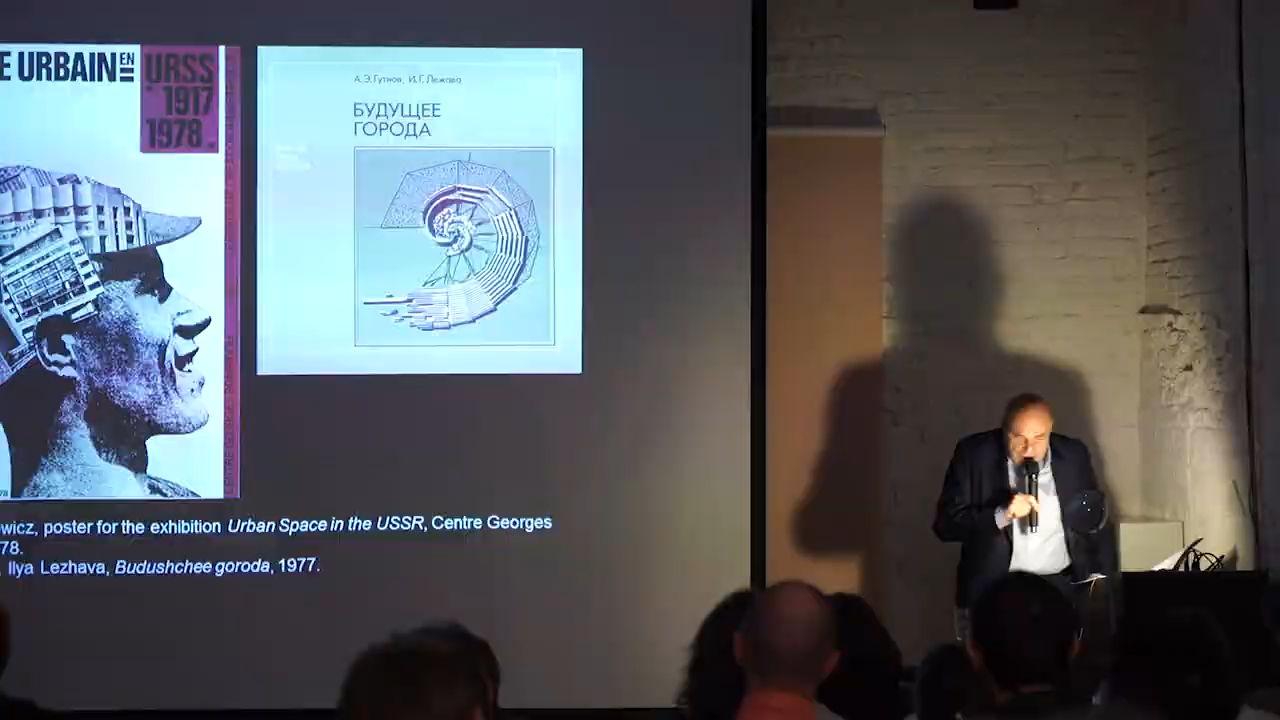 E URBAIN EN
URSS
1917
1978.
А.Э.Гутнов, И.Г.Лежава
БУДУЩЕЕ
ГОРОДА
wicz, poster for the exhibition Urban Space in the USSR, Centre Georges
78.
, Ilya Lezhava, Budushchee goroda, 1977.